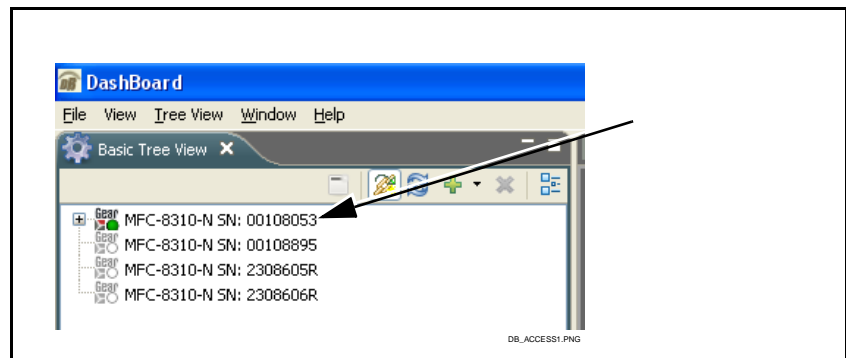 DashBoard
File View Tree View Window Help
Basic Tree View
Gear MFC-8310-N SN: 00108053
Gear MFC-8310-N SN: 00108895
Gear MFC-8310-N SN: 2308605R
Gear MFC-8310-N SN: 2308606R
DB_ACCESS1.PNG